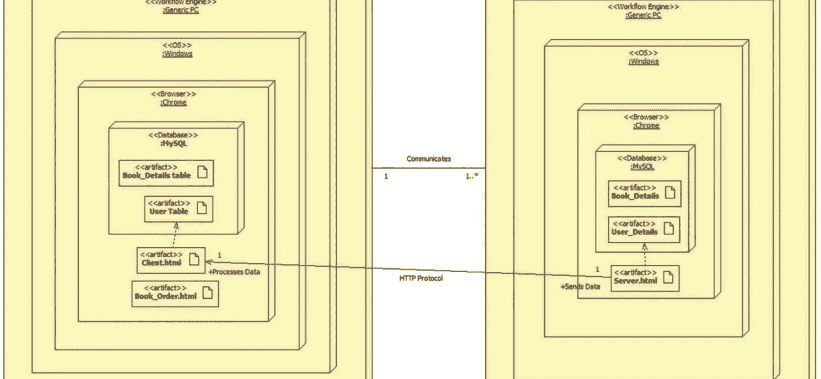 <<Workflow Engine>>
:Generic PC
<<OS>>
:Windows
<<Browser>>
:Chrome
<<Database>>
:MySQL
<<artifact>>
Book_Details table
<<artifact>>
User Table
<<artifact>>
Client.html
<<artifact>>
Book_Order.html
1
+Processes Data
Communicates
1
1..*
HTTP Protocol
<<Workflow Engine>>
:Generic PC
<<OS>>
:Windows
<<Browser>>
:Chrome
<<Database>>
:MySQL
<<artifact>>
Book_Details
<<artifact>>
User_Details
1
<<artifact>>
Server.html
+Sends Data